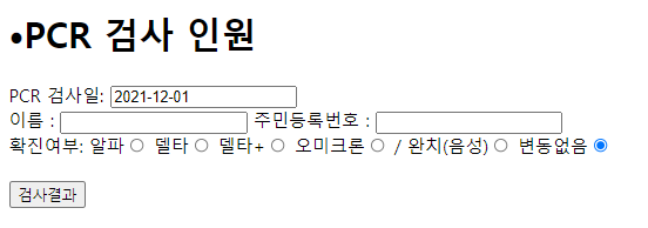 •PCR 검사 인원
PCR 검사일: 2021-12-01
이름 : 주민등록번호 :
확진여부: 알파 델타 델타+ 오미크론 / 완치(음성) 변동없음
검사결과